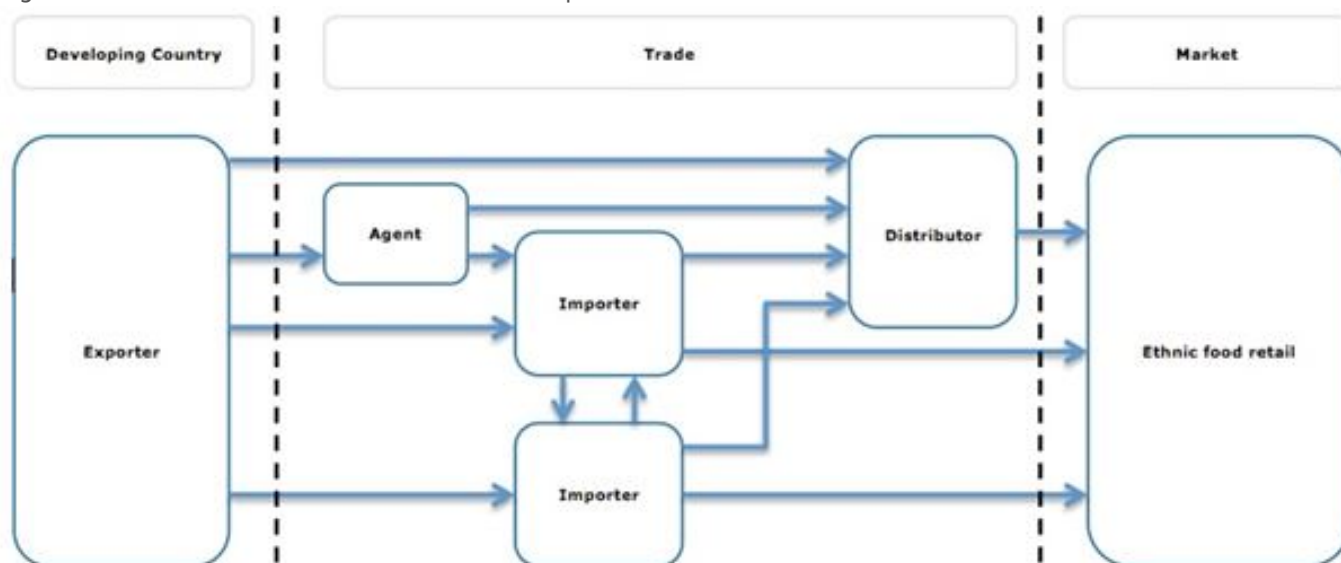 Developing Country
Trade
Market
Agent
Distributor
Importer
Exporter
Ethnic food retail
Importer